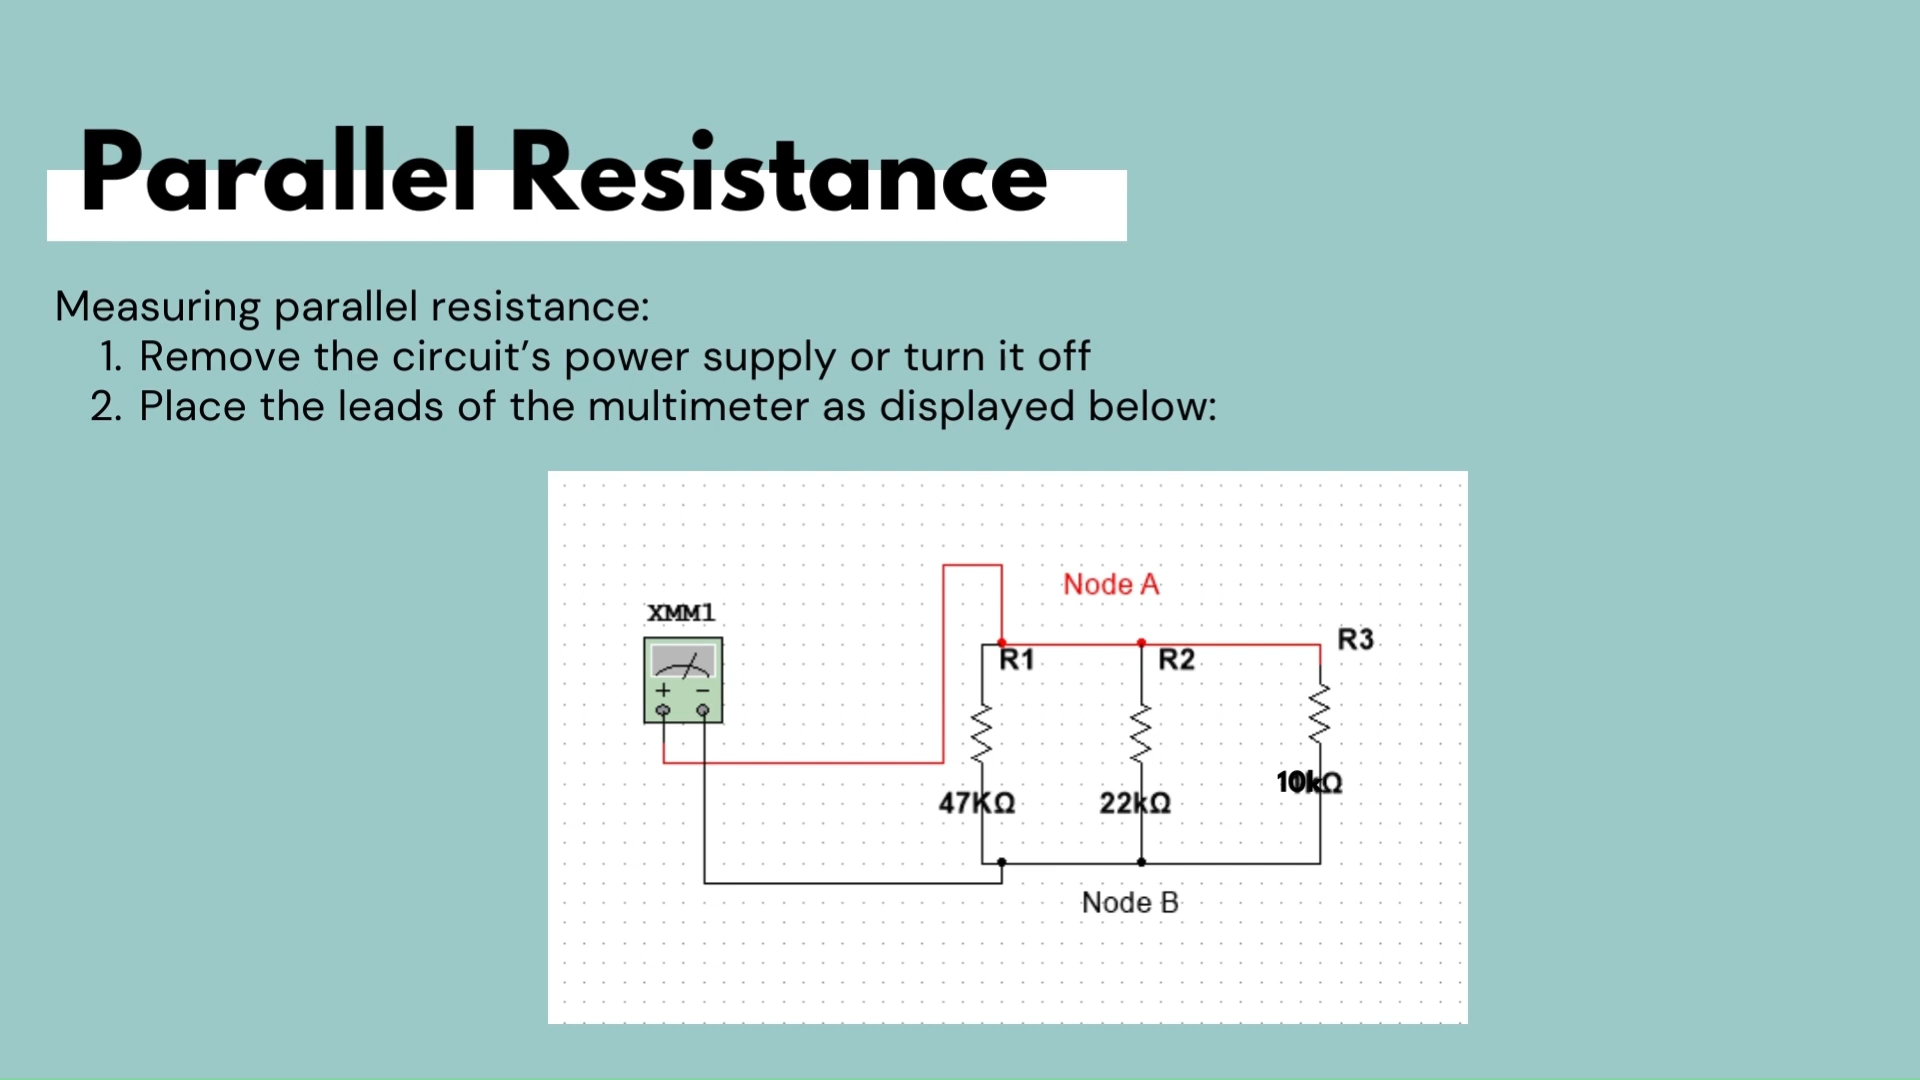 Parallel Resistance
Measuring parallel resistance:
1. Remove the circuit’s power supply or turn it off
2. Place the leads of the multimeter as displayed below:
Node A
XMM1
+ −
R1
R2
R3
47KΩ
22kΩ
10kΩ
Node B